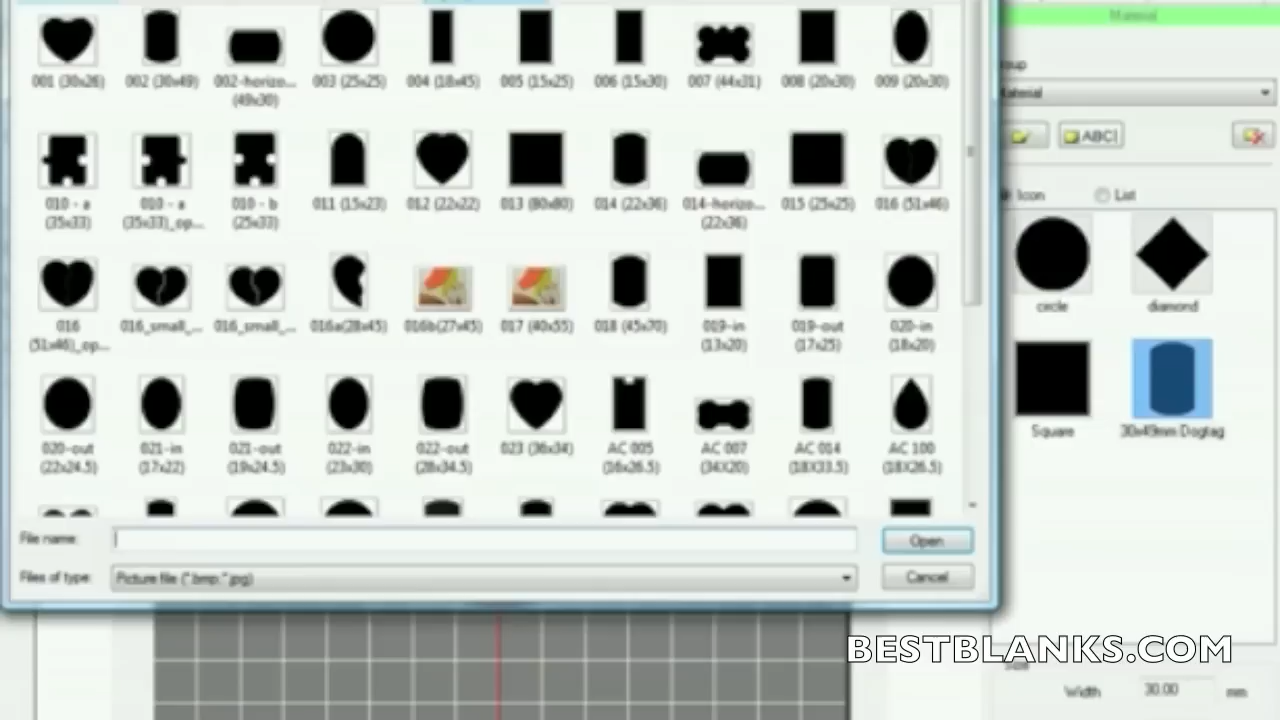 Material
Material
001 (30x26) 002 (30x49) 002-horizo... 003 (25x25) 004 (18x45) 005 (15x25) 006 (15x30) 007 (44x31) 008 (20x30) 009 (20x30)
(49x30)
ABC
010 - a 010 - a 010 - b 011 (15x23) 012 (22x22) 013 (80x80) 014 (22x36) 014-horizo... 015 (25x25) 016 (51x46)
(35x33) (35x33)_op... (25x33) (22x36)
Icon List
circle diamond
016 016_small_... 016_small_... 016a(28x45) 016b(27x45) 017 (40x55) 018 (45x70) 019-in 019-out 020-in
(51x46)_op... (13x20) (17x25) (18x20)
Square 30x49mm Dogtag
020-out 021-in 021-out 022-in 022-out 023 (36x34) AC 005 AC 007 AC 014 AC 100
(22x24.5) (17x22) (19x24.5) (23x30) (28x34.5) (16x26.5) (34X20) (18X33.5) (18X26.5)
File name: Open
Files of type: Picture file (*.bmp;*.jpg) Cancel
BESTBLANKS.COM
Size
Width 30.00 mm